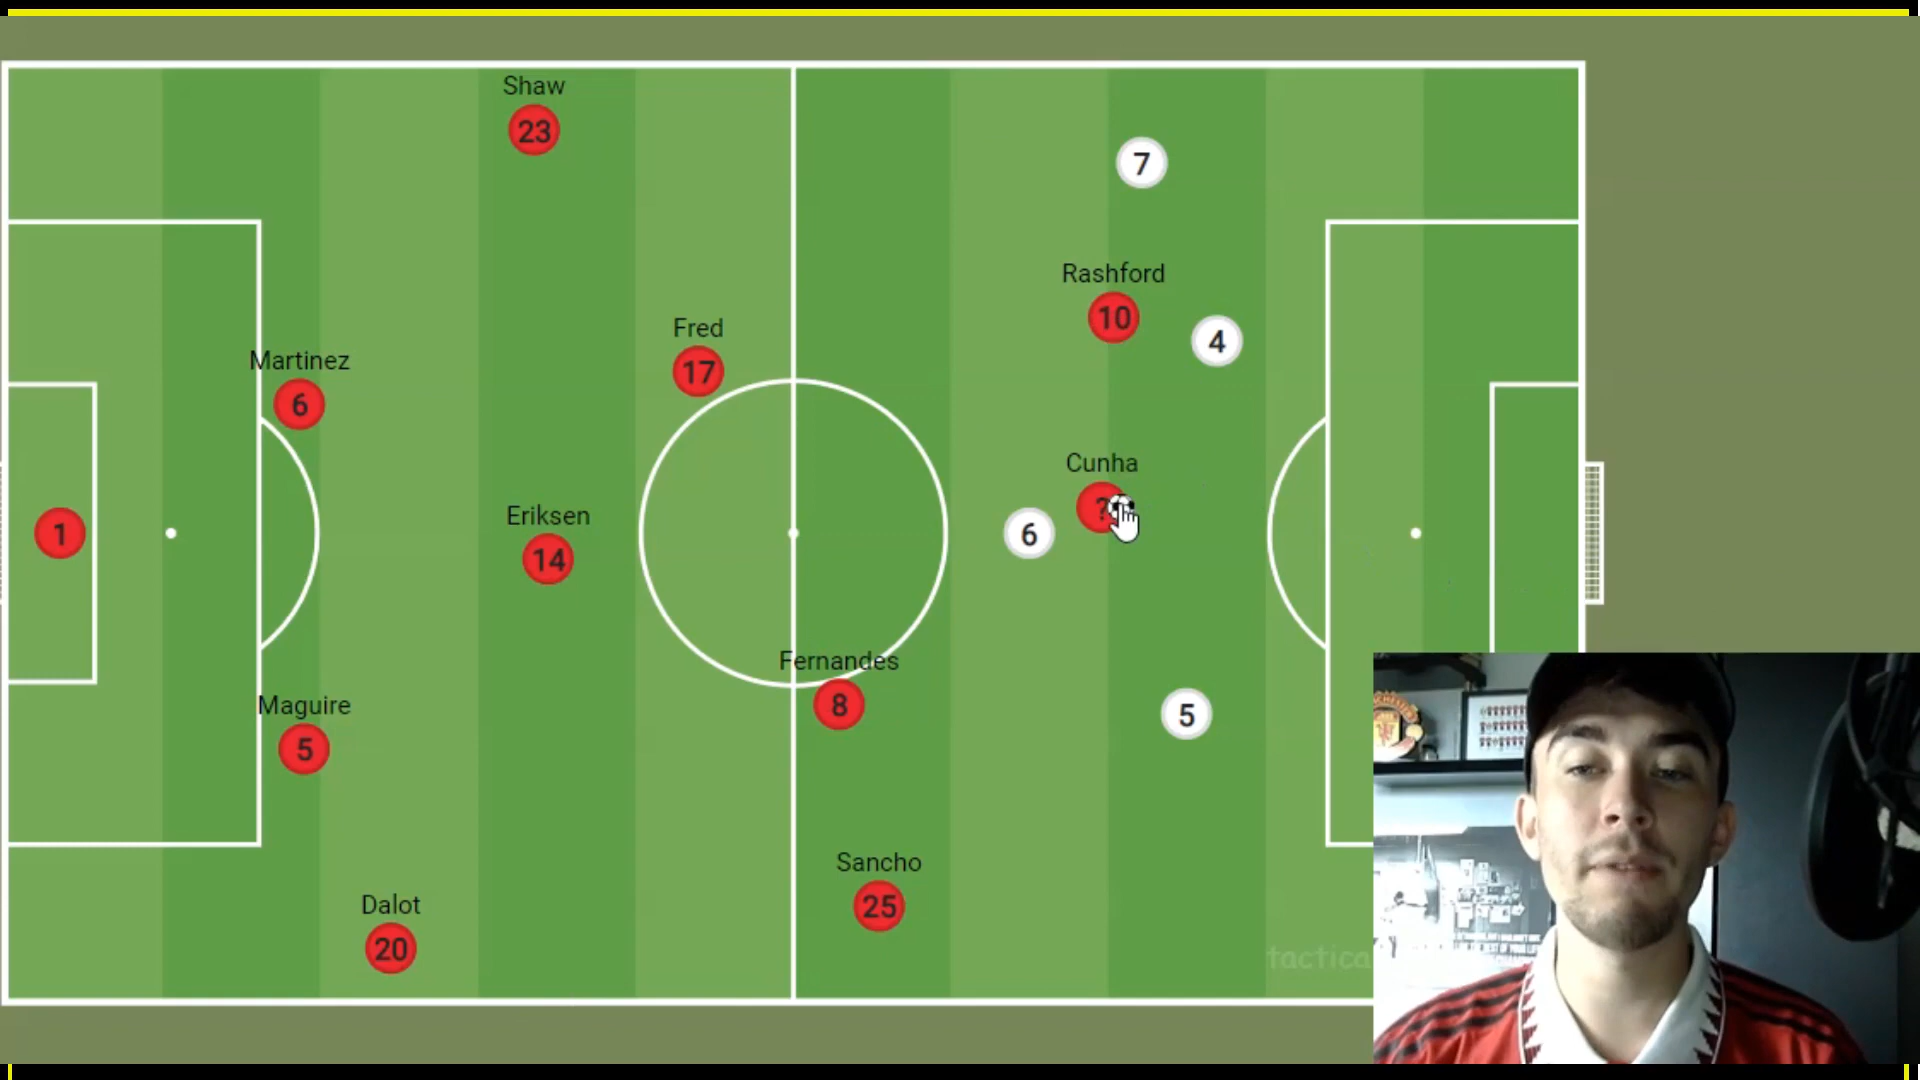 Shaw
23
7
Rashford
10
Fred
17
4
Martinez
6
Cunha
?
Eriksen
14
6
1
Fernandes
8
Maguire
5
5
Sancho
25
Dalot
20
tactica